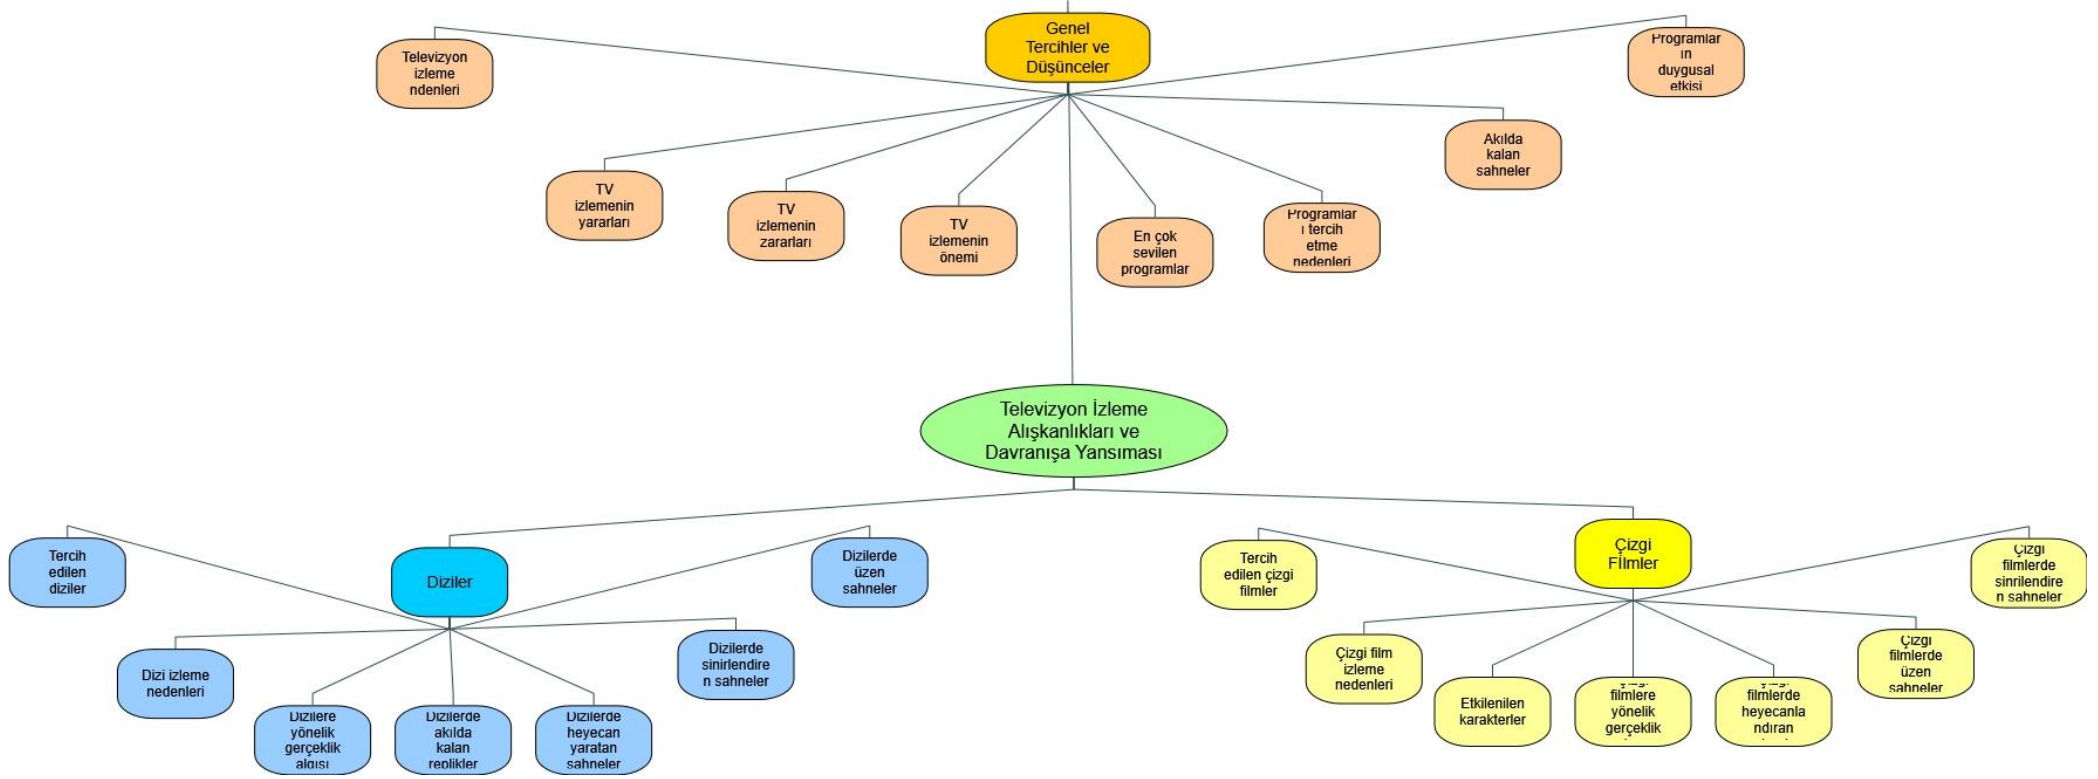 Genel
Tercihler ve
Düşünceler
Televizyon
izleme
ndenleri
Programlar
ın
duygusal
etkisi
Akılda
kalan
sahneler
TV
izlemenin
yararları
TV
izlemenin
zararları
TV
izlemenin
önemi
En çok
sevilen
programlar
Programlar
ı tercih
etme
nedenleri
Televizyon İzleme
Alışkanlıkları ve
Davranışa Yansıması
Diziler
Tercih
edilen
diziler
Dizi izleme
nedenleri
Dizilere
yönelik
gerçeklik
algısı
Dizilerde
akılda
kalan
replikler
Dizilerde
heyecan
yaratan
sahneler
Dizilerde
sinirlendire
n sahneler
Dizilerde
üzen
sahneler
Çizgi
Fİlmler
Tercih
edilen çizgi
filmler
Çizgi film
izleme
nedenleri
Etkilenilen
karakterler
filmlere
yönelik
gerçeklik
filmlerde
heyecanla
ndıran
Çizgi
filmlerde
üzen
sahneler
Çizgi
filmlerde
sinrilendire
n sahneler